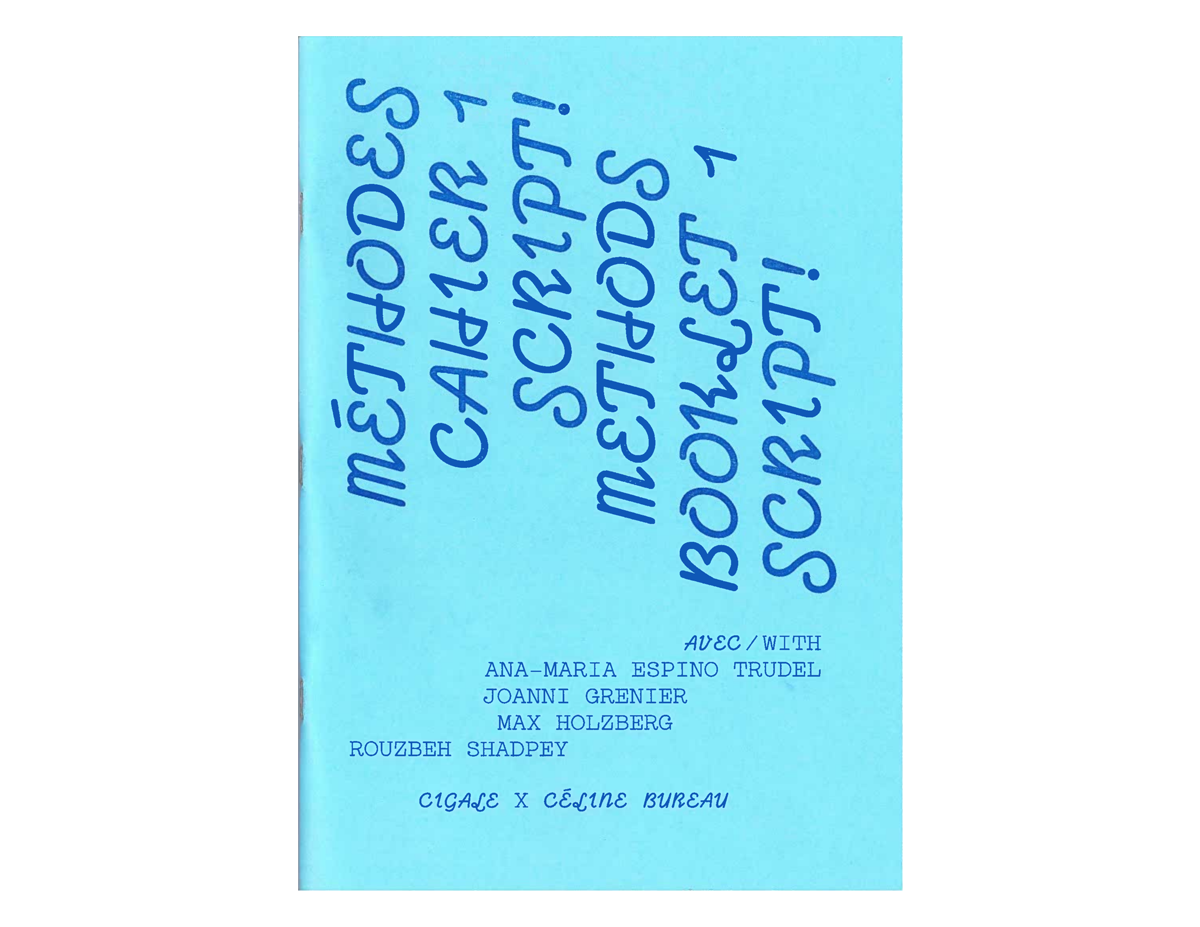 MÉTHODES
CAHIER 1
SCRIPT!
METHODS
BOOKLET 1
SCRIPT!
AVEC/WITH
ANA-MARIA ESPINO TRUDEL
JOANNI GRENIER
MAX HOLZBERG
ROUZBEH SHADPEY
CIGALE X CÉLINE BUREAU